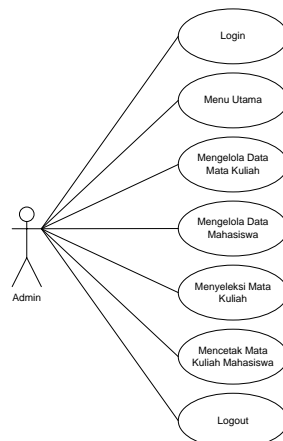 Login
Menu Utama
Mengelola Data
Mata Kuliah
Mengelola Data
Mahasiswa
Admin
Menyeleksi Mata
Kuliah
Mencetak Mata
Kuliah Mahasiswa
Logout